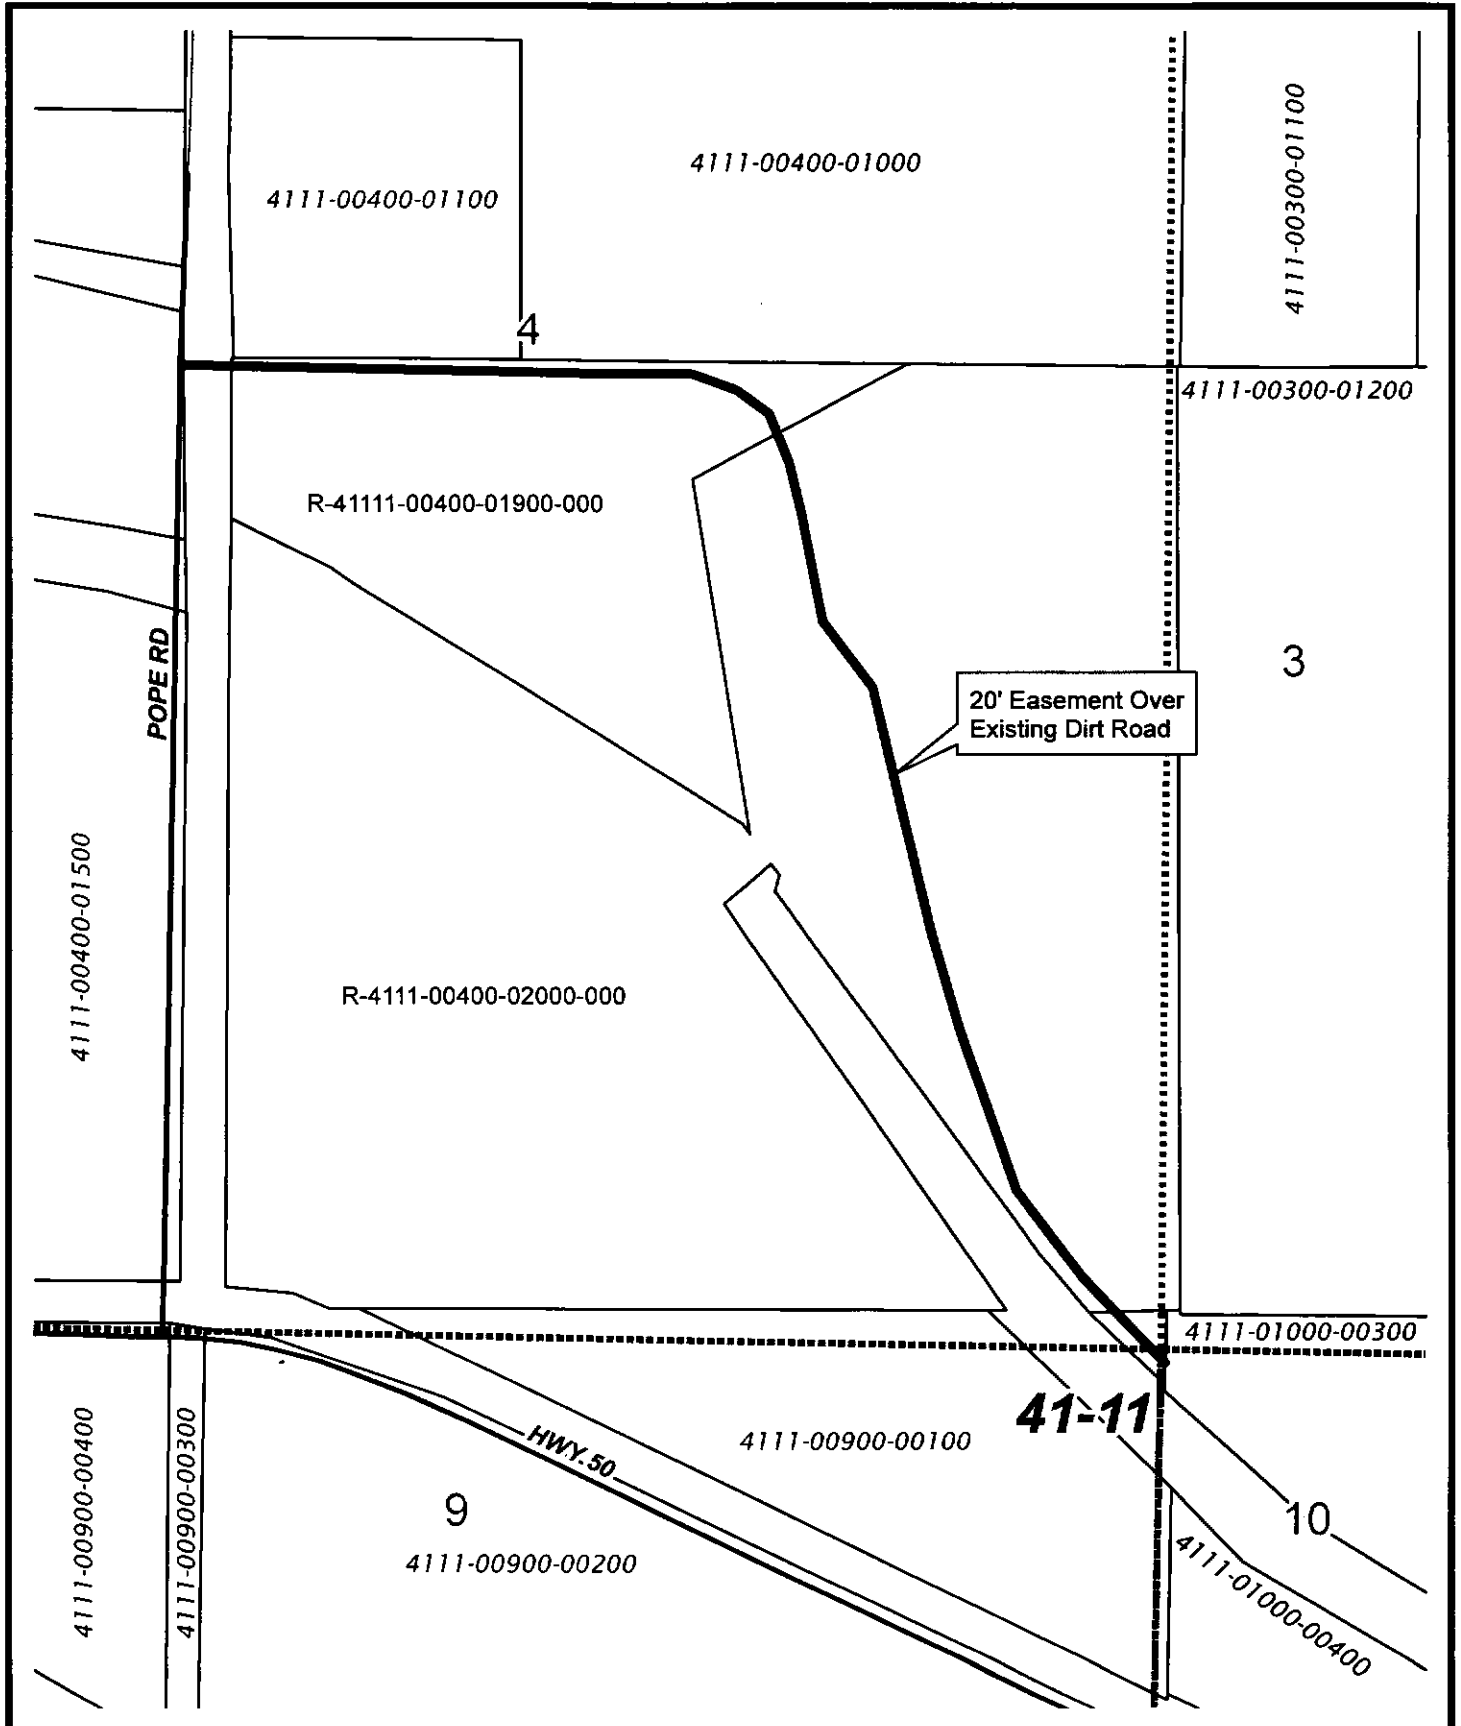 4111-00400-01000
4111-00300-01100
4111-00400-01100
4
4111-00300-01200
R-41111-00400-01900-000
POPE RD
3
20' Easement Over
Existing Dirt Road
4111-00400-01500
R-4111-00400-02000-000
4111-01000-00300
41-11
4111-00900-00400
4111-00900-00300
HWY. 50
4111-00900-00100
9
10
4111-00900-00200
4111-01000-00400